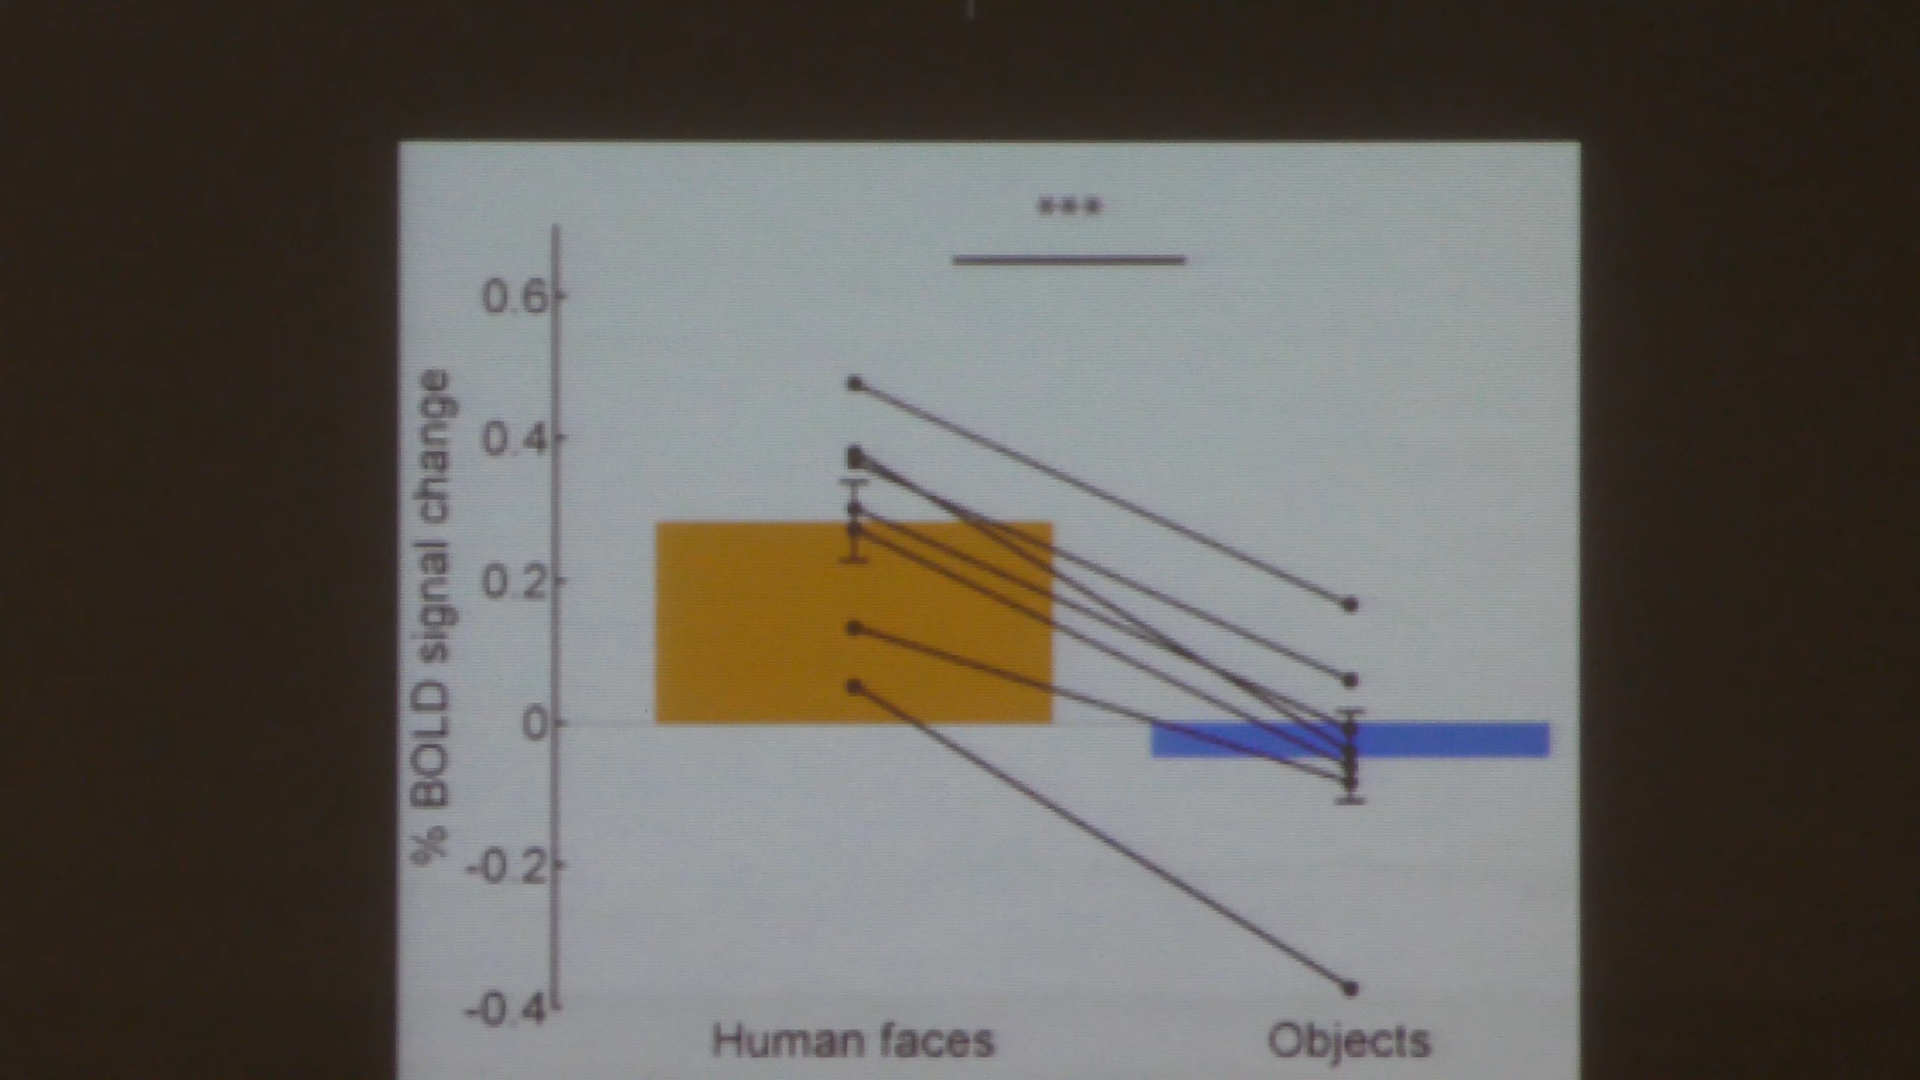 ***
0.6
0.4
0.2
0
-0.2
-0.4
% BOLD signal change
Human faces
Objects